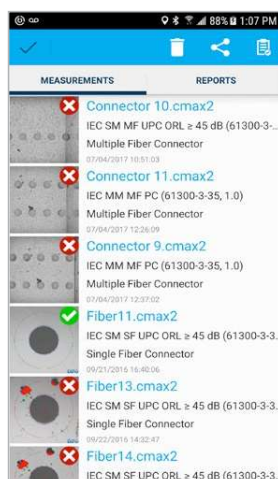 88% 1:07 PM
MEASUREMENTS REPORTS
Connector 10.cmax2
IEC SM MF UPC ORL ≥ 45 dB (61300-3-...
Multiple Fiber Connector
07/04/2017 10:51:03
Connector 11.cmax2
IEC MM MF PC (61300-3-35, 1.0)
Multiple Fiber Connector
07/04/2017 12:26:09
Connector 9.cmax2
IEC MM MF PC (61300-3-35, 1.0)
Multiple Fiber Connector
07/04/2017 12:37:02
Fiber11.cmax2
IEC SM SF UPC ORL ≥ 45 dB (61300-3-3...
Single Fiber Connector
09/21/2016 16:40:06
Fiber13.cmax2
IEC SM SF UPC ORL ≥ 45 dB (61300-3-3...
Single Fiber Connector
09/22/2016 14:32:47
Fiber14.cmax2
IEC SM SF UPC ORL ≥ 45 dB (61300-3-3...